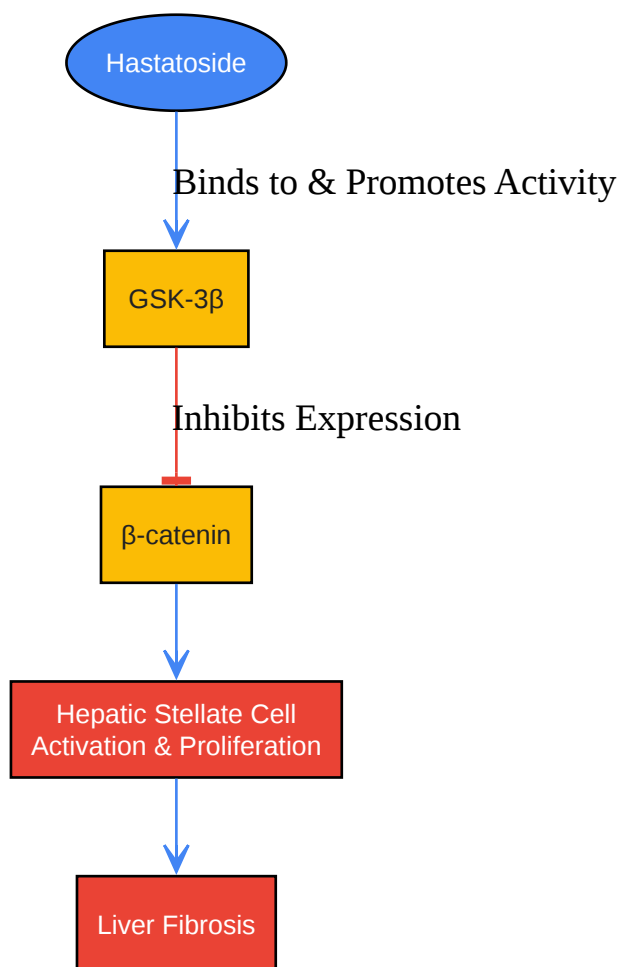 Hastatoside
Binds to & Promotes Activity
GSK-3β
Inhibits Expression
β-catenin
Hepatic Stellate Cell
Activation & Proliferation
Liver Fibrosis